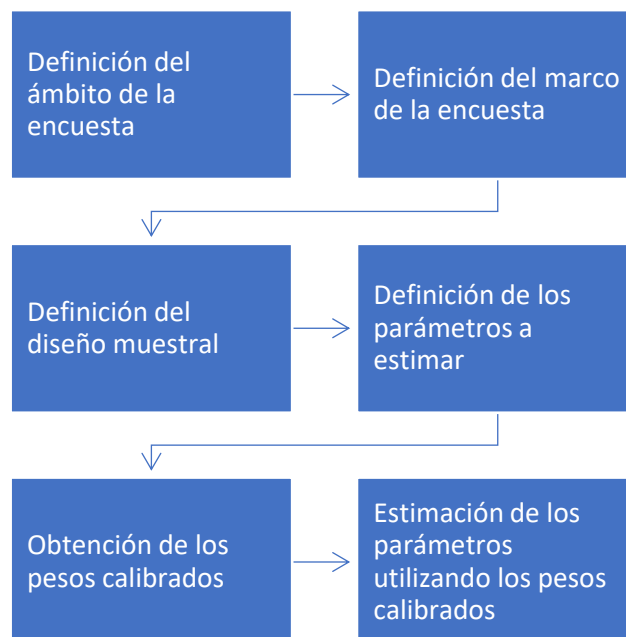 Definición del
ámbito de la
encuesta
Definición del marco
de la encuesta
Definición del
diseño muestral
Definición de los
parámetros a
estimar
Obtención de los
pesos calibrados
Estimación de los
parámetros
utilizando los pesos
calibrados